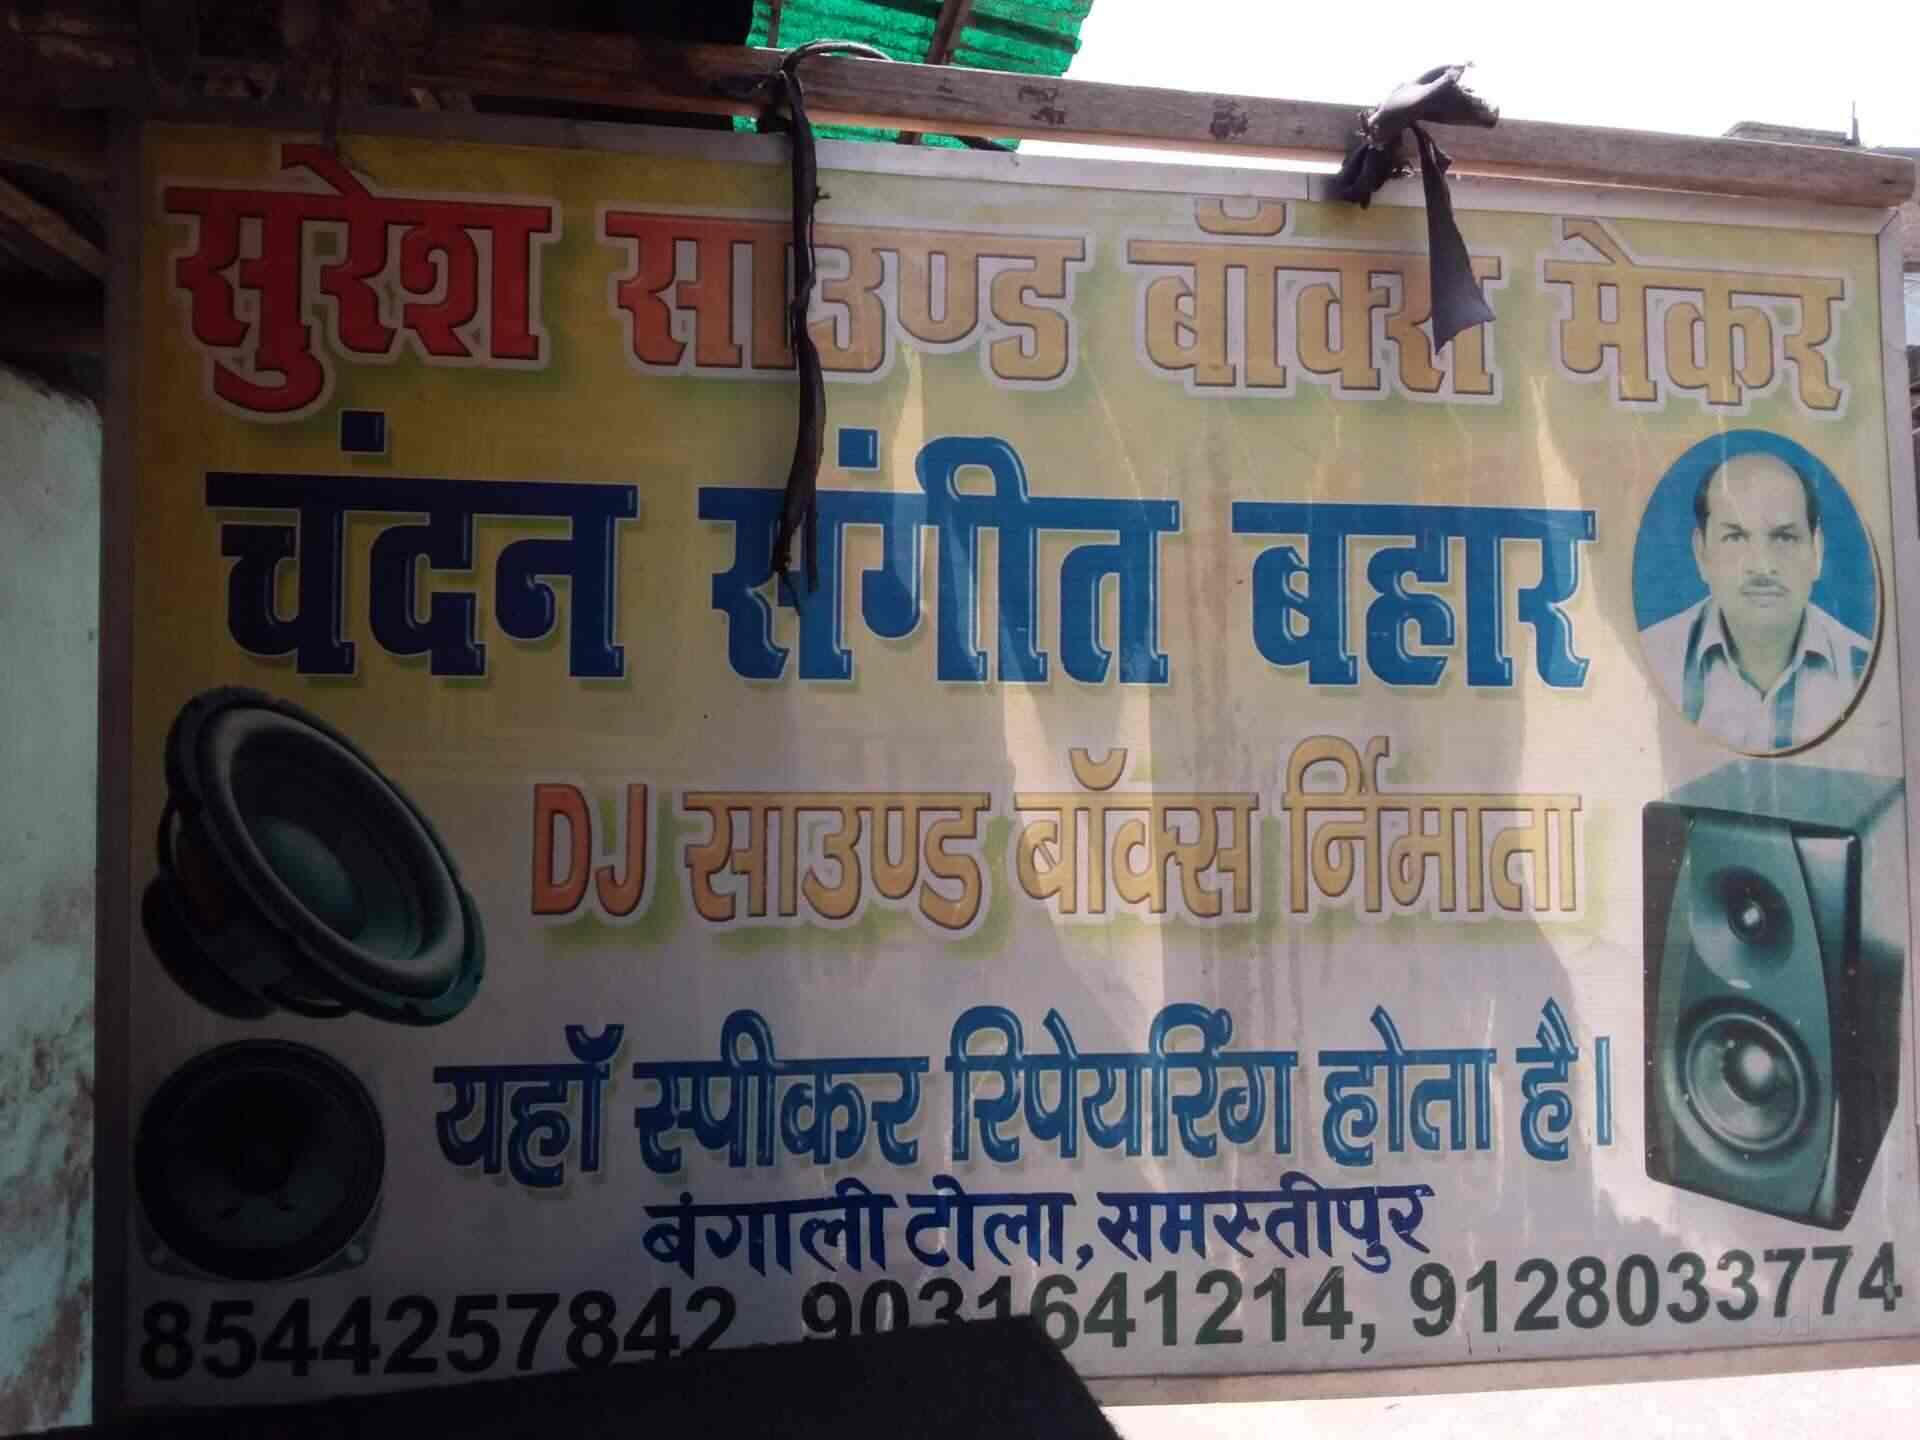 सुरेश साउण्ड बॉक्स मेकर
चंदन संगीत बहार
DJ साउण्ड बॉक्स र्निमाता
यहाँ स्पीकर रिपेयरिंग होता है।
बंगाली टोला, समस्तीपुर
8544257842, 9031641214, 9128033774